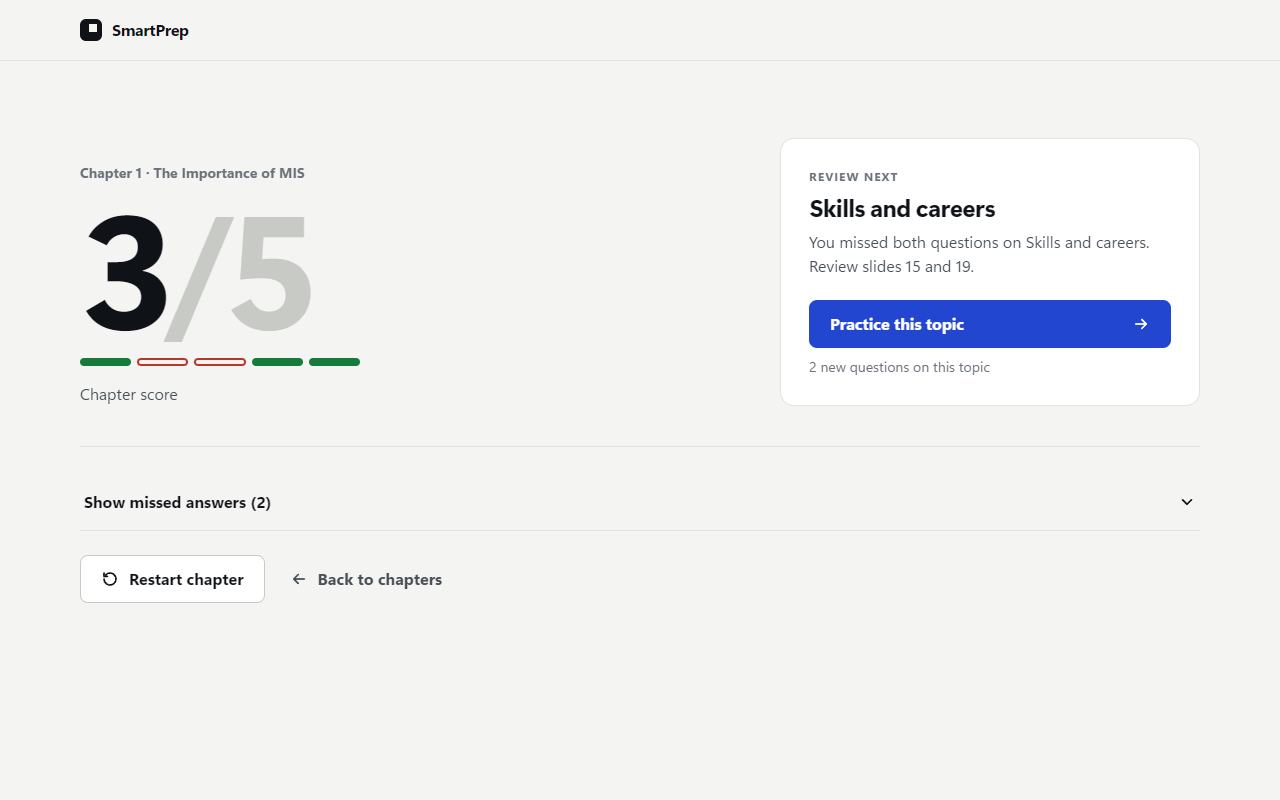 SmartPrep
Chapter 1 · The Importance of MIS
3/5
Chapter score
REVIEW NEXT
Skills and careers
You missed both questions on Skills and careers.
Review slides 15 and 19.
Practice this topic
2 new questions on this topic
Show missed answers (2)
Restart chapter
Back to chapters